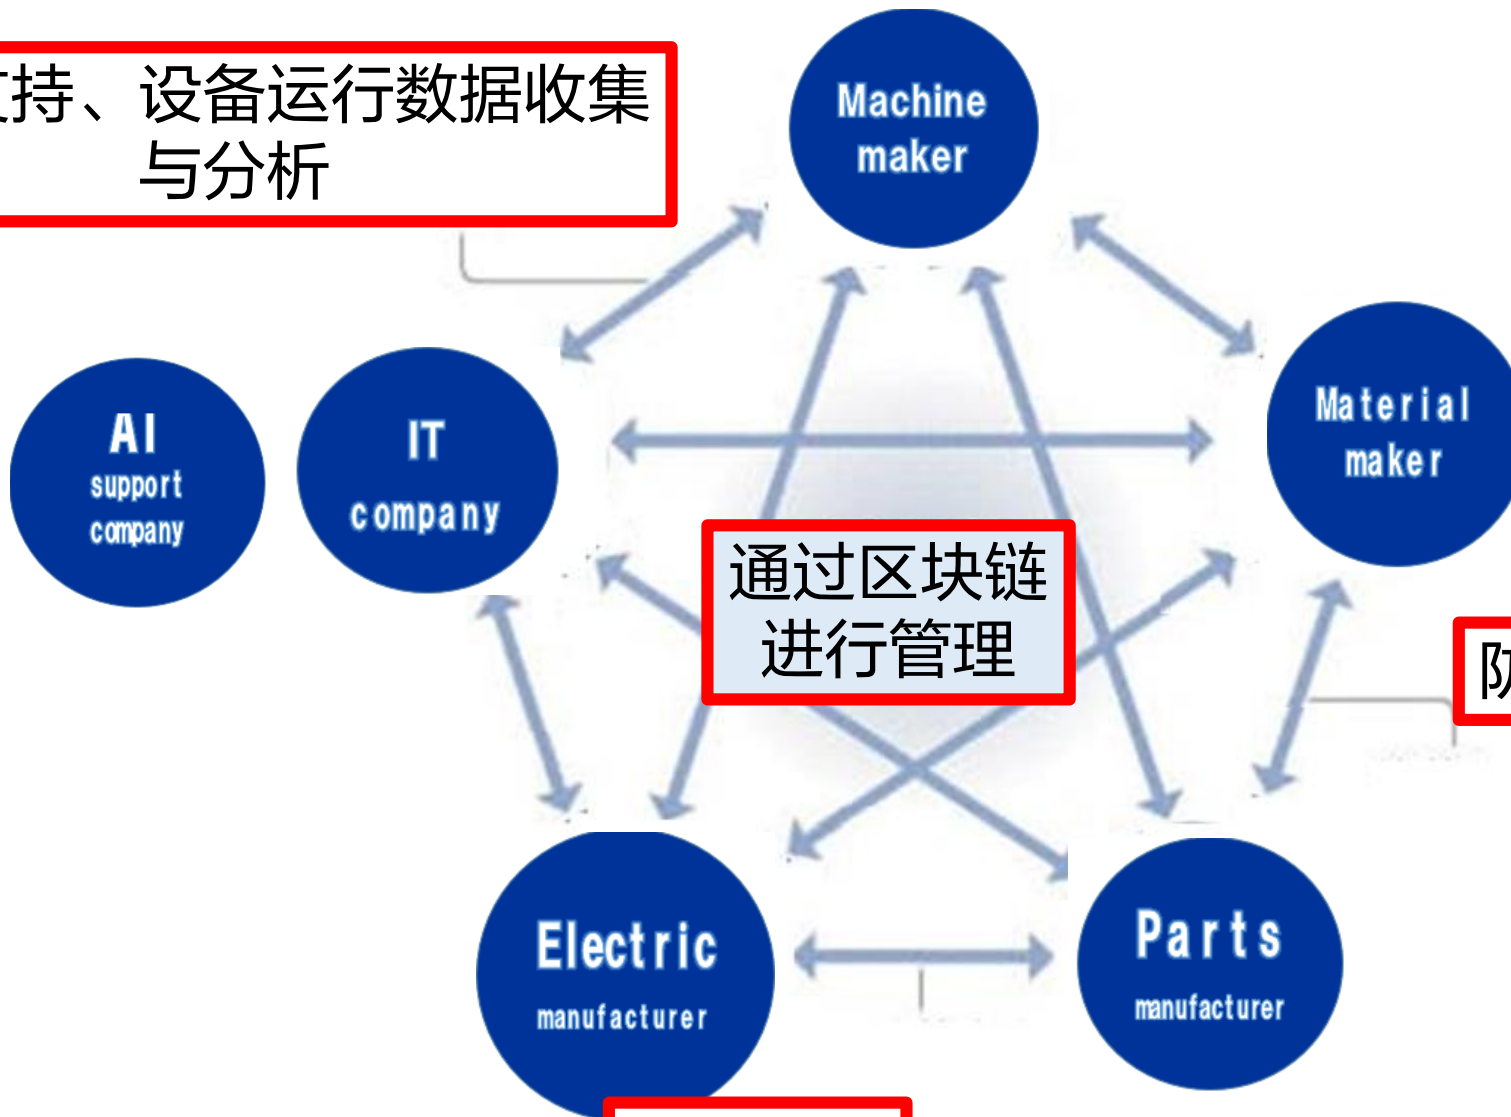 持、设备运行数据收集
与分析
Machine
maker
AI
support
company
IT
company
Material
maker
通过区块链
进行管理
Electric
manufacturer
Parts
manufacturer